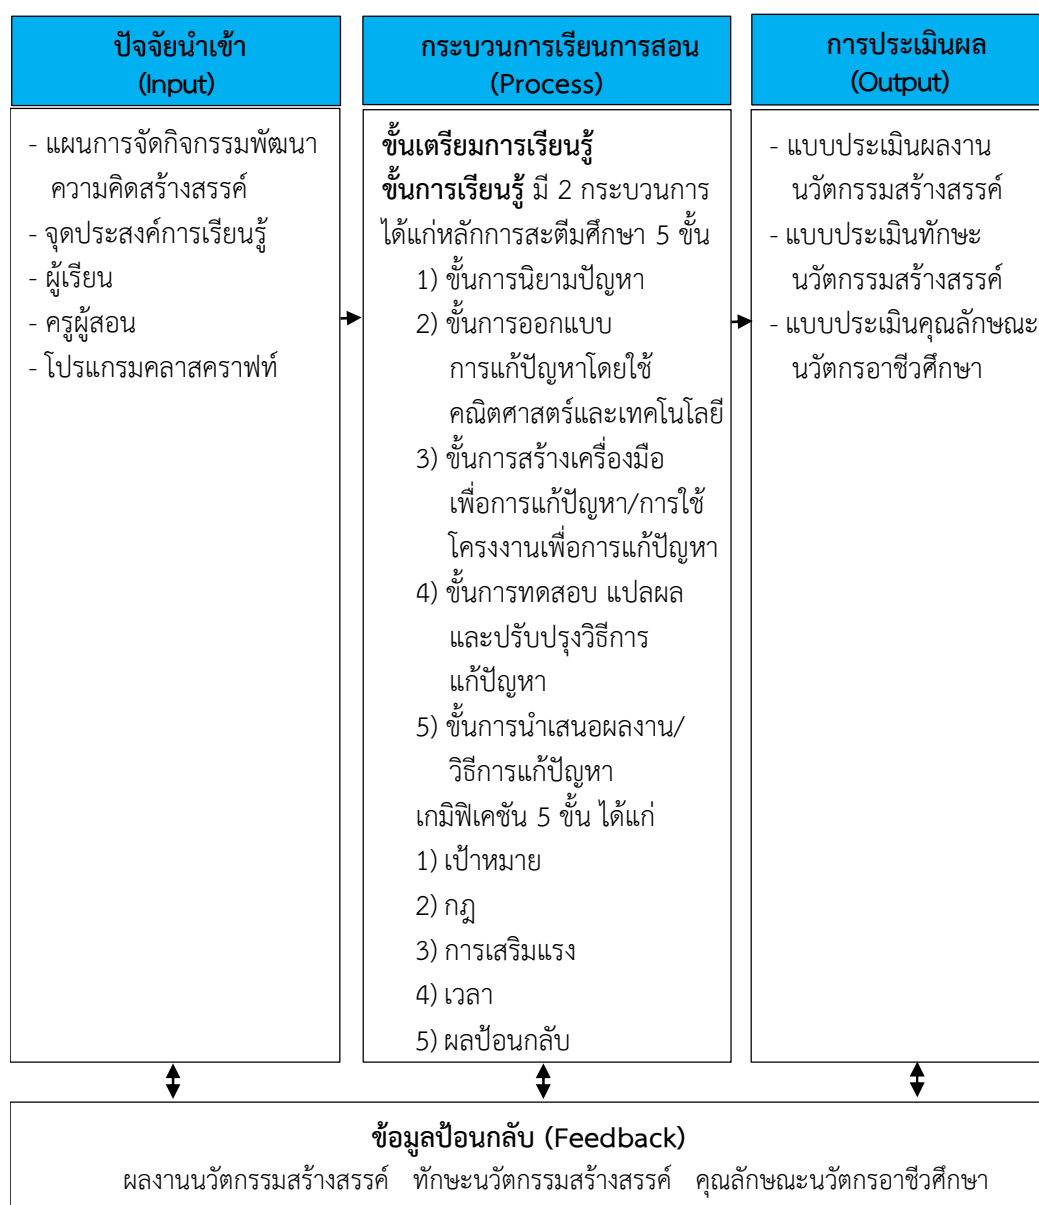 ปัจจัยนำเข้า
(Input)
- แผนการจัดกิจกรรมพัฒนา
ความคิดสร้างสรรค์
- จุดประสงค์การเรียนรู้
- ผู้เรียน
- ครูผู้สอน
- โปรแกรมคลาสคราฟท์
กระบวนการเรียนการสอน
(Process)
ขั้นเตรียมการเรียนรู้
ขั้นการเรียนรู้ มี 2 กระบวนการ
ได้แก่หลักการสะตีมศึกษา 5 ขั้น
1) ขั้นการนิยามปัญหา
2) ขั้นการออกแบบ
การแก้ปัญหาโดยใช้
คณิตศาสตร์และเทคโนโลยี
3) ขั้นการสร้างเครื่องมือ
เพื่อการแก้ปัญหา/การใช้
โครงงานเพื่อการแก้ปัญหา
4) ขั้นการทดสอบ แปลผล
และปรับปรุงวิธีการ
แก้ปัญหา
5) ขั้นการนำเสนอผลงาน/
วิธีการแก้ปัญหา
เกมิฟิเคชัน 5 ขั้น ได้แก่
1) เป้าหมาย
2) กฎ
3) การเสริมแรง
4) เวลา
5) ผลป้อนกลับ
การประเมินผล
(Output)
- แบบประเมินผลงาน
นวัตกรรมสร้างสรรค์
- แบบประเมินทักษะ
นวัตกรรมสร้างสรรค์
- แบบประเมินคุณลักษณะ
นวัตกรอาชีวศึกษา
ข้อมูลป้อนกลับ (Feedback)
ผลงานนวัตกรรมสร้างสรรค์ ทักษะนวัตกรรมสร้างสรรค์ คุณลักษณะนวัตกรอาชีวศึกษา